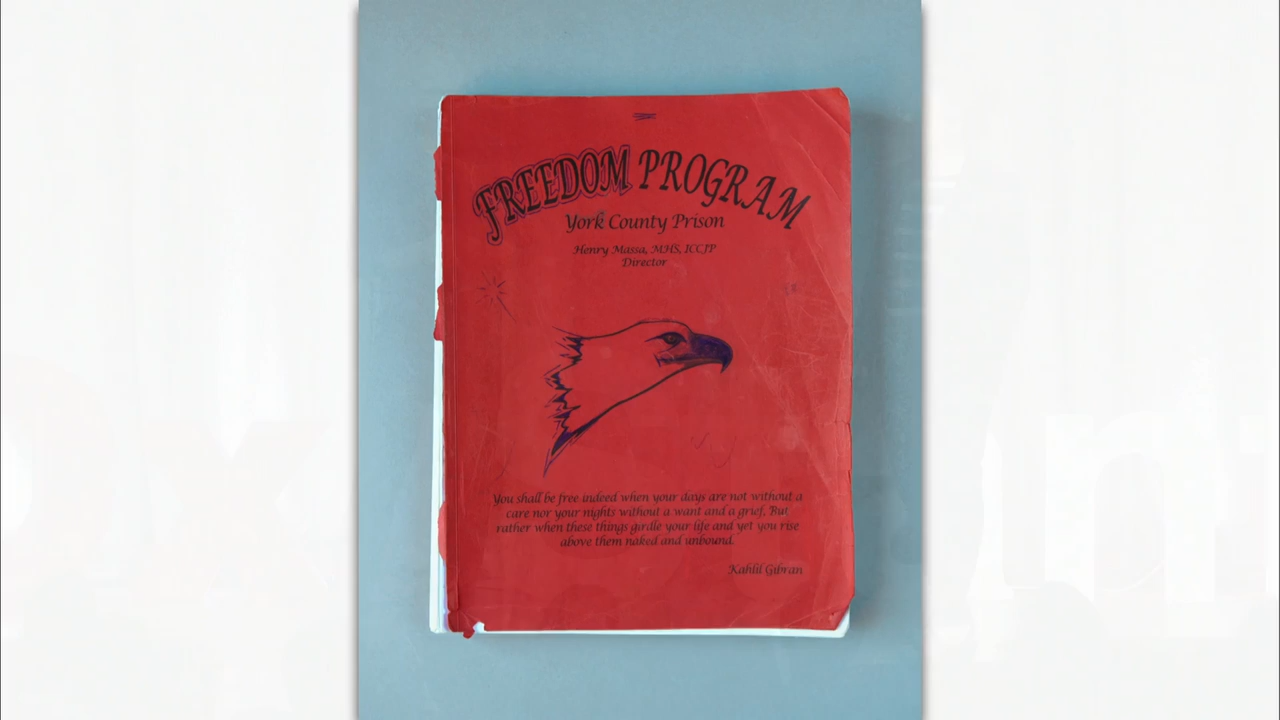 FREEDOM PROGRAM
York County Prison
Henry Massa, MHS, ICCJP
Director
You shall be free indeed when your days are not without a
care nor your nights without a want and a grief, But
rather when these things girdle your life and yet you rise
above them naked and unbound.
Kahlil Gibran